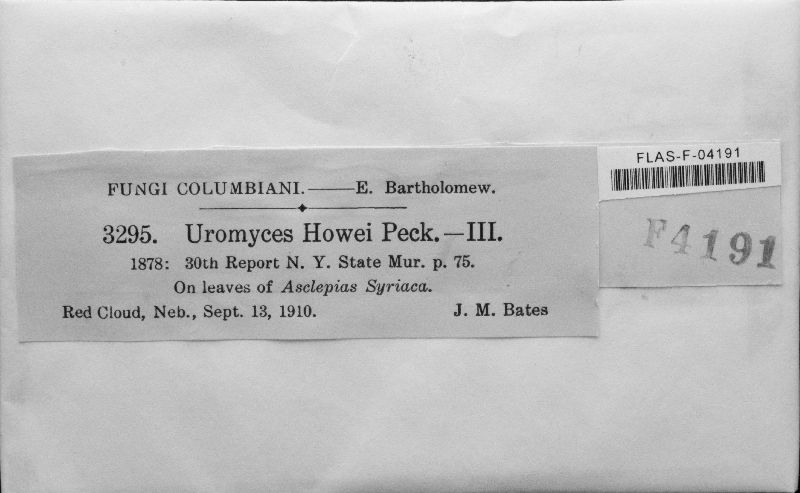 FUNGI COLUMBIANI.——E. Bartholomew.
3295. Uromyces Howei Peck.—III.
1878: 30th Report N. Y. State Mur. p. 75.
On leaves of Asclepias Syriaca.
Red Cloud, Neb., Sept. 13, 1910. J. M. Bates
FLAS-F-04191
F4191